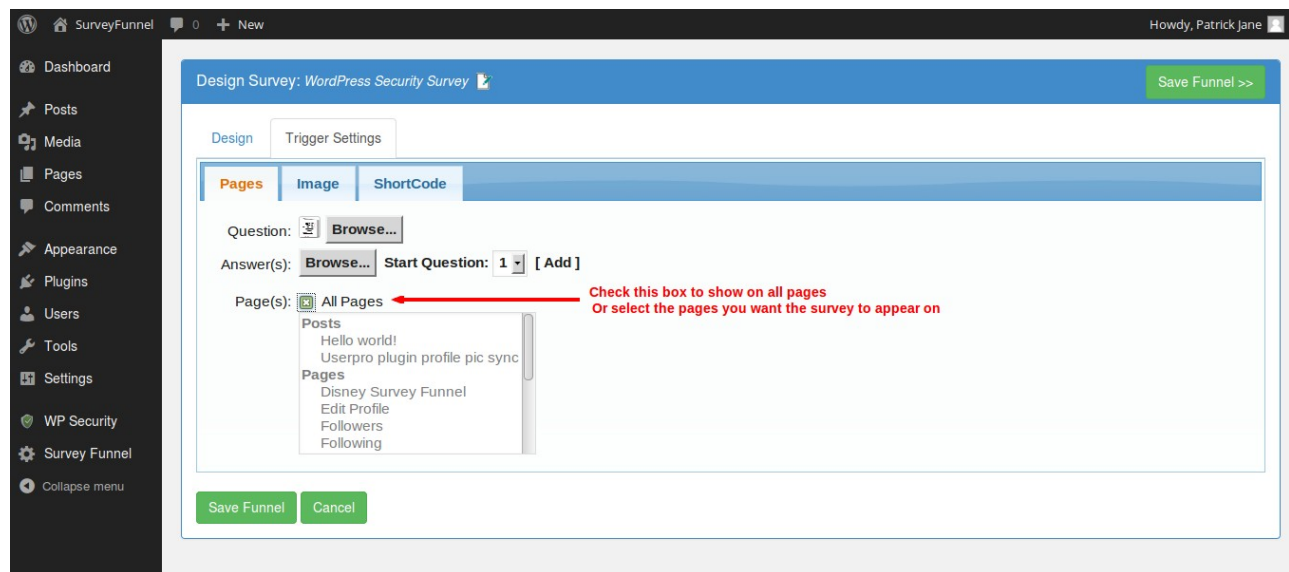 SurveyFunnel 0 + New Howdy, Patrick Jane
Dashboard
Posts
Media
Pages
Comments
Appearance
Plugins
Users
Tools
Settings
WP Security
Survey Funnel
Collapse menu
Design Survey: WordPress Security Survey
Save Funnel >>
Design Trigger Settings
Pages Image ShortCode
Question: Browse...
Answer(s): Browse... Start Question: 1 [ Add ]
Page(s): All Pages
Check this box to show on all pages
Or select the pages you want the survey to appear on
Posts
Hello world!
Userpro plugin profile pic sync
Pages
Disney Survey Funnel
Edit Profile
Followers
Following
Save Funnel Cancel